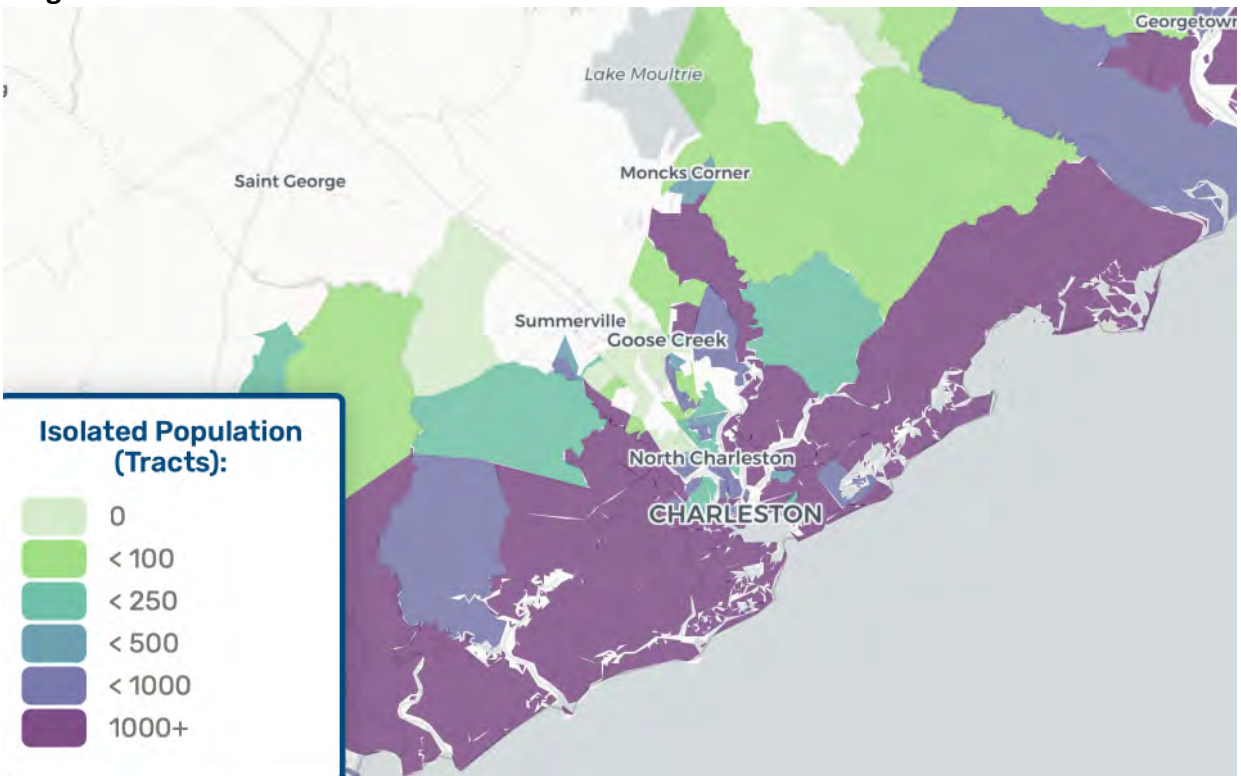 Georgetown
Lake Moultrie
Moncks Corner
Saint George
Summerville
Goose Creek
North Charleston
CHARLESTON
Isolated Population
(Tracts):
0
< 100
< 250
< 500
< 1000
1000+